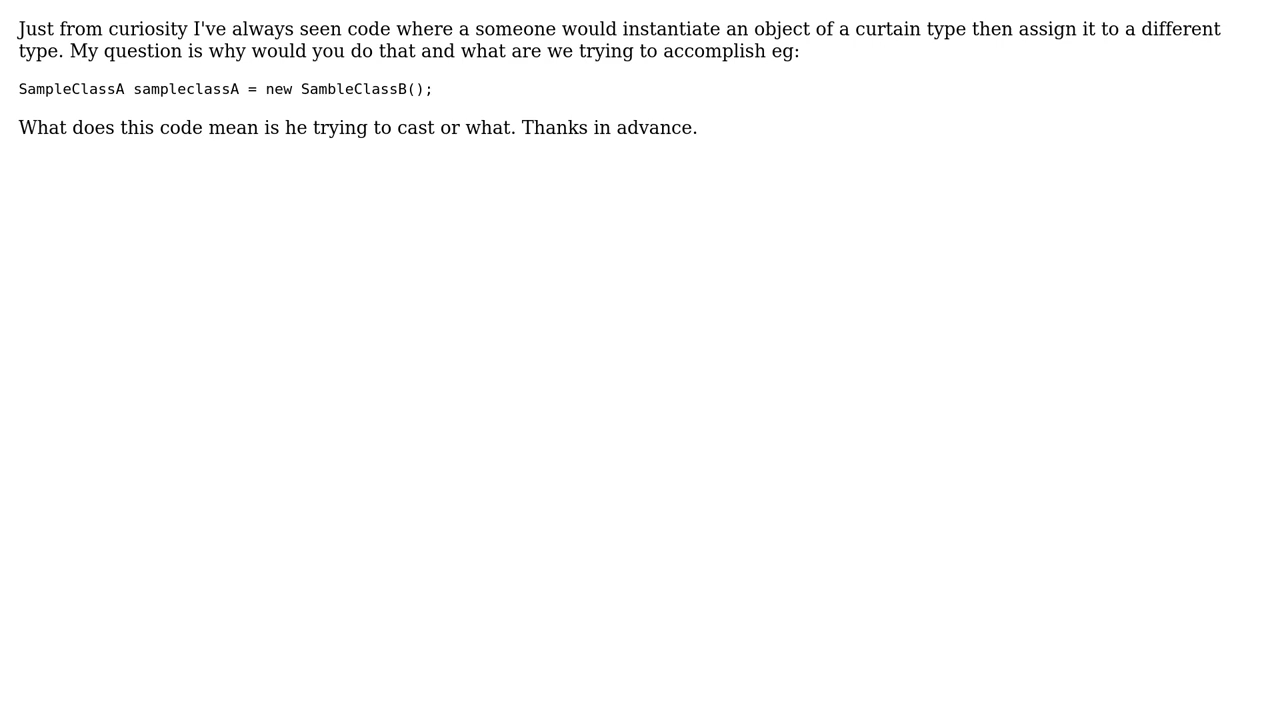 Just from curiosity I've always seen code where a someone would instantiate an object of a curtain type then assign it to a different
type. My question is why would you do that and what are we trying to accomplish eg:
SampleClassA sampleclassA = new SambleClassB();
What does this code mean is he trying to cast or what. Thanks in advance.